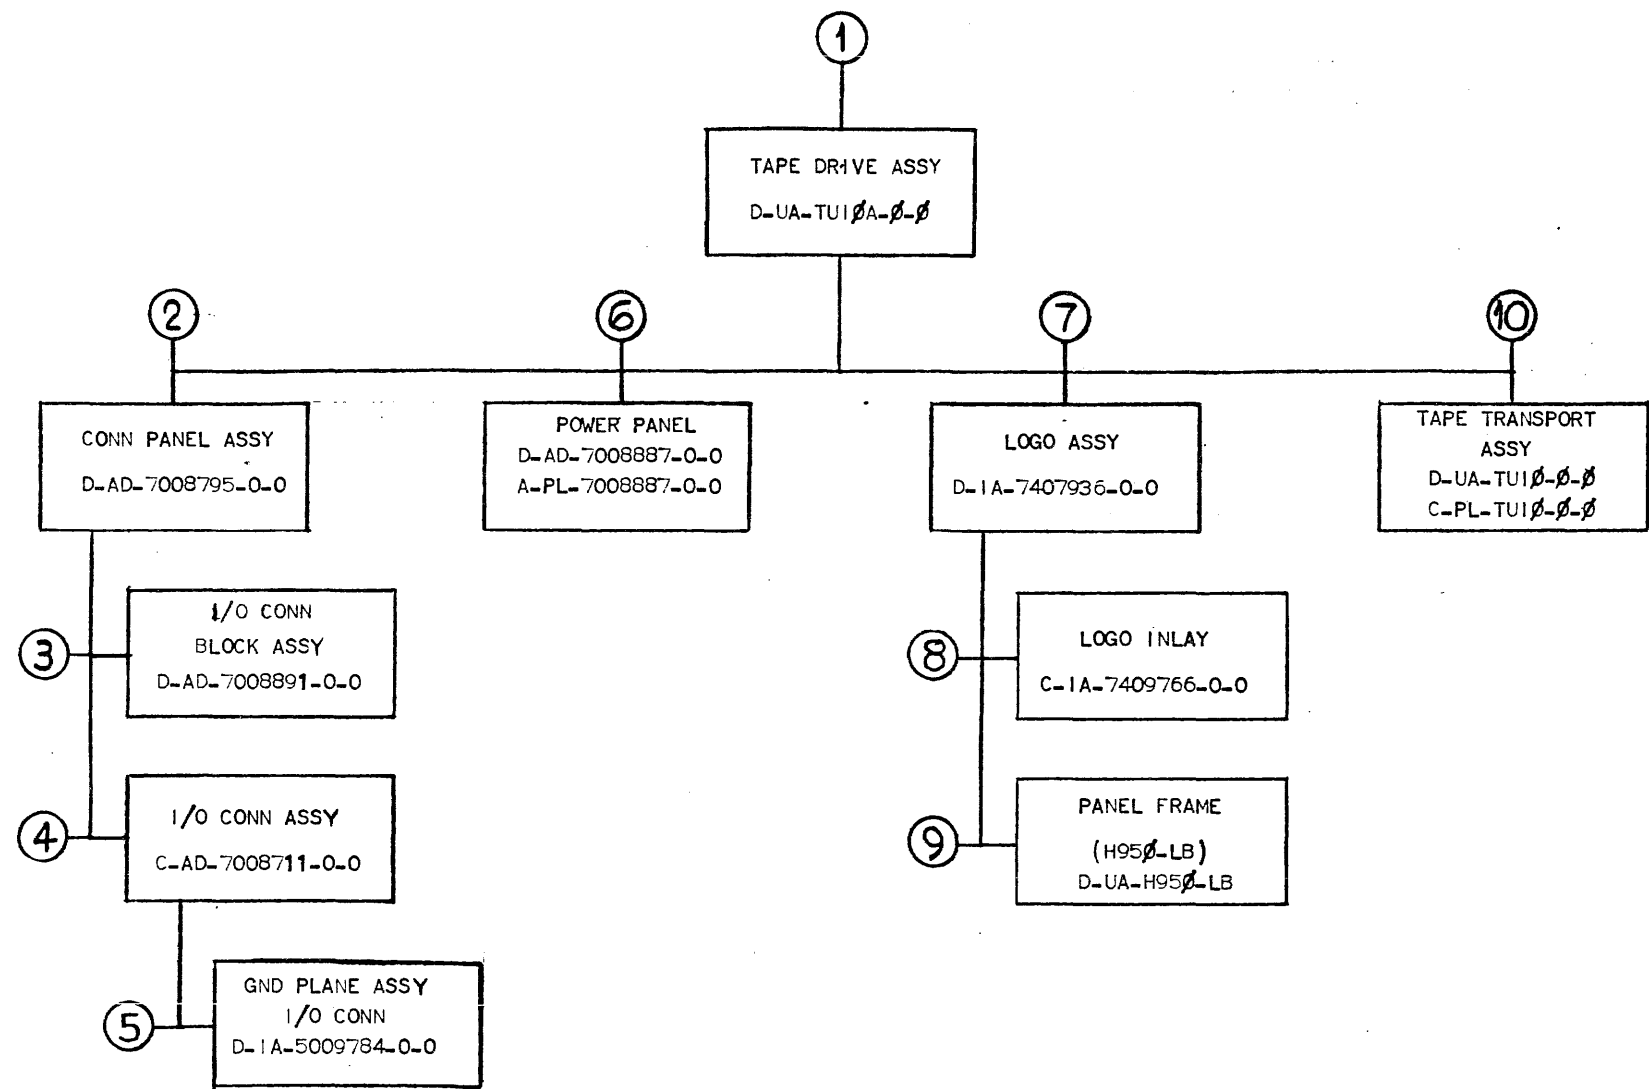 1
TAPE DRIVE ASSY
D-UA-TU1ØA-Ø-Ø
2
6
7
10
CONN PANEL ASSY
D-AD-7008795-0-0
POWER PANEL
D-AD-7008887-0-0
A-PL-7008887-0-0
LOGO ASSY
D-IA-7407936-0-0
TAPE TRANSPORT
ASSY
D-UA-TU1Ø-Ø-Ø
C-PL-TU1Ø-Ø-Ø
3
I/O CONN
BLOCK ASSY
D-AD-7008891-0-0
8
LOGO INLAY
C-IA-7409766-0-0
4
I/O CONN ASSY
C-AD-7008711-0-0
9
PANEL FRAME
(H95Ø-LB)
D-UA-H95Ø-LB
5
GND PLANE ASSY
I/O CONN
D-IA-5009784-0-0